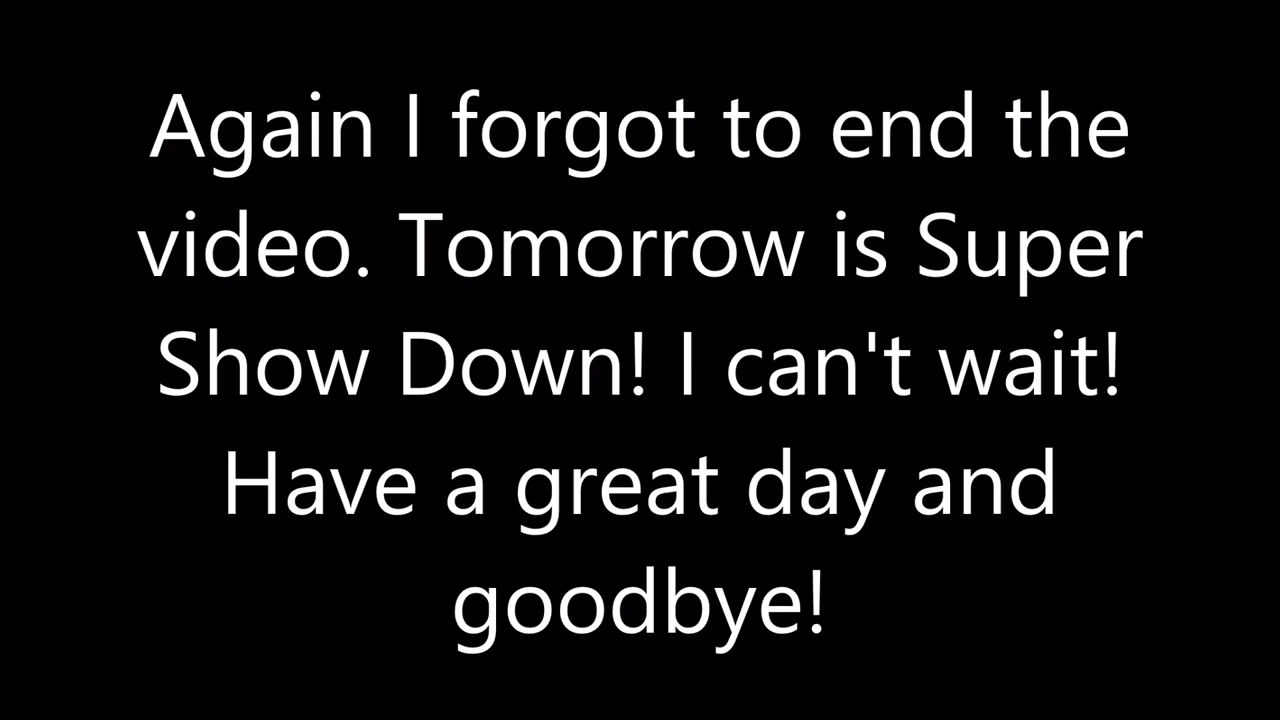 Again I forgot to end the
video. Tomorrow is Super
Show Down! I can't wait!
Have a great day and
goodbye!